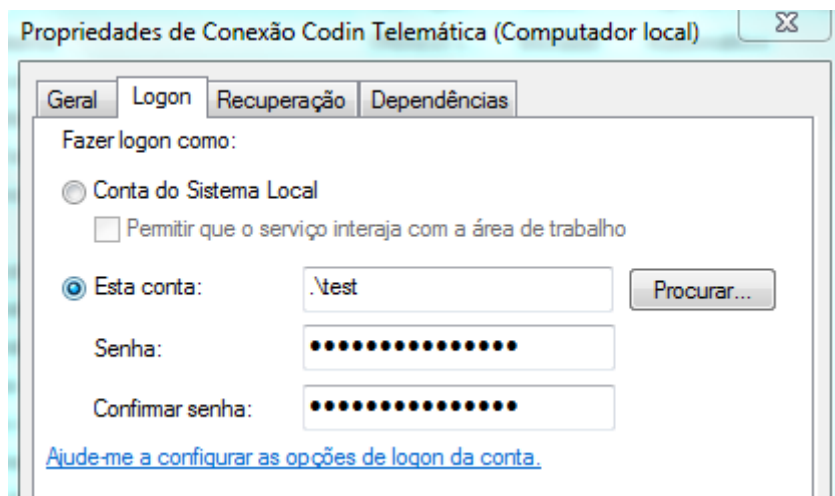 Propriedades de Conexão Codin Telemática (Computador local)
Geral Logon Recuperação Dependências
Fazer logon como:
Conta do Sistema Local
Permitir que o serviço interaja com a área de trabalho
Esta conta: .\test Procurar...
Senha: •••••••••••••••
Confirmar senha: •••••••••••••••
Ajude-me a configurar as opções de logon da conta.